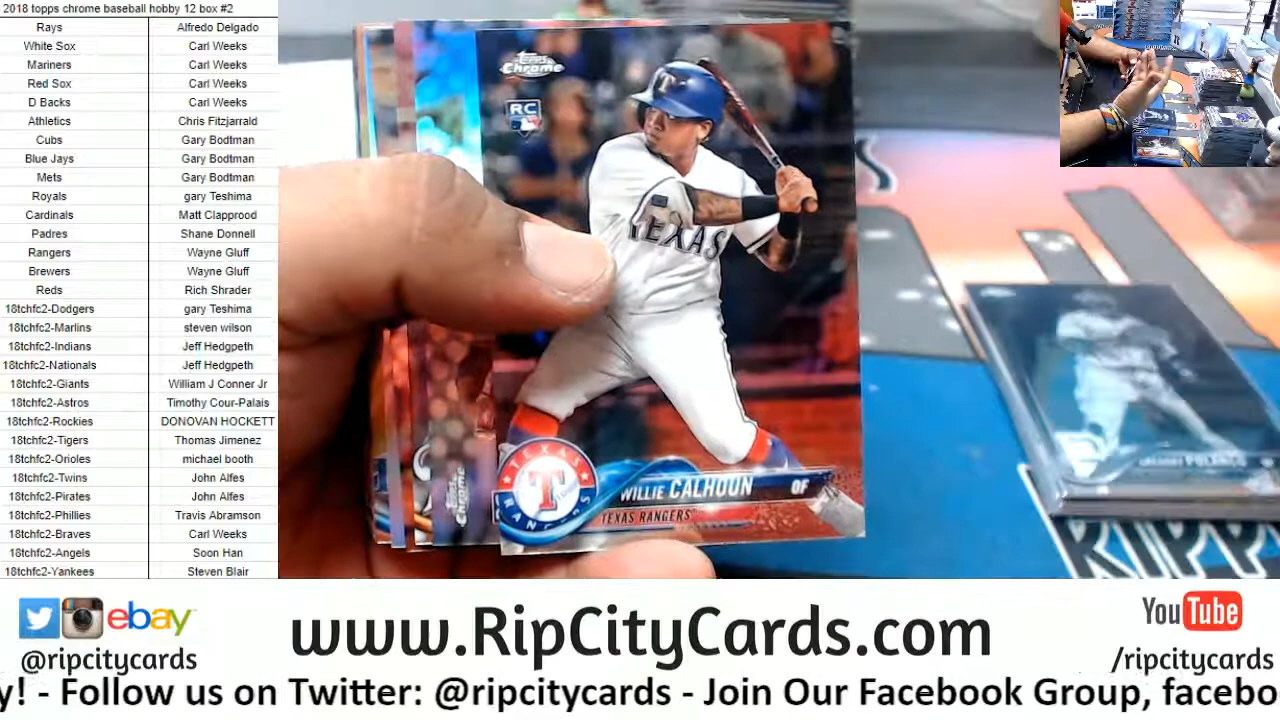 2018 topps chrome baseball hobby 12 box #2
Rays Alfredo Delgado
White Sox Carl Weeks
Mariners Carl Weeks
Red Sox Carl Weeks
D Backs Carl Weeks
Athletics Chris Fitzjarrald
Cubs Gary Bodtman
Blue Jays Gary Bodtman
Mets Gary Bodtman
Royals gary Teshima
Cardinals Matt Clapprood
Padres Shane Donnell
Rangers Wayne Gluff
Brewers Wayne Gluff
Reds Rich Shrader
18tchfc2-Dodgers gary Teshima
18tchfc2-Marlins steven wilson
18tchfc2-Indians Jeff Hedgpeth
18tchfc2-Nationals Jeff Hedgpeth
18tchfc2-Giants William J Conner Jr
18tchfc2-Astros Timothy Cour-Palais
18tchfc2-Rockies DONOVAN HOCKETT
18tchfc2-Tigers Thomas Jimenez
18tchfc2-Orioles michael booth
18tchfc2-Twins John Alfes
18tchfc2-Pirates John Alfes
18tchfc2-Phillies Travis Abramson
18tchfc2-Braves Carl Weeks
18tchfc2-Angels Soon Han
18tchfc2-Yankees Steven Blair
Topps Chrome
RC
T
TEXAS
TEXAS T RANGERS
WILLIE CALHOUN OF
TEXAS RANGERS
Chrome
POLANCO
RIPP
ebay
@ripcitycards
www.RipCityCards.com
YouTube
/ripcitycards
y! - Follow us on Twitter: @ripcitycards - Join Our Facebook Group, facebo